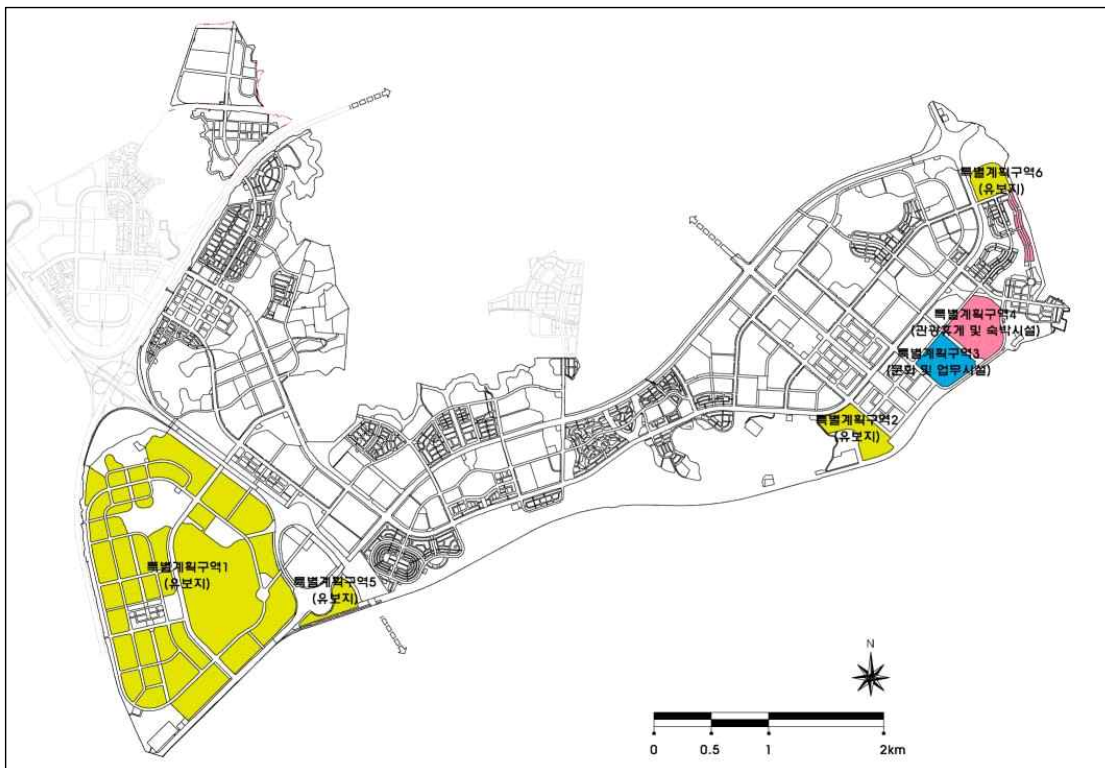 특별계획구역6
(유보지)
특별계획구역4
(관광휴게 및 숙박시설)
특별계획구역3
(문화 및 업무시설)
특별계획구역2
(유보지)
특별계획구역1
(유보지)
특별계획구역5
(유보지)
N
0 0.5 1 2km